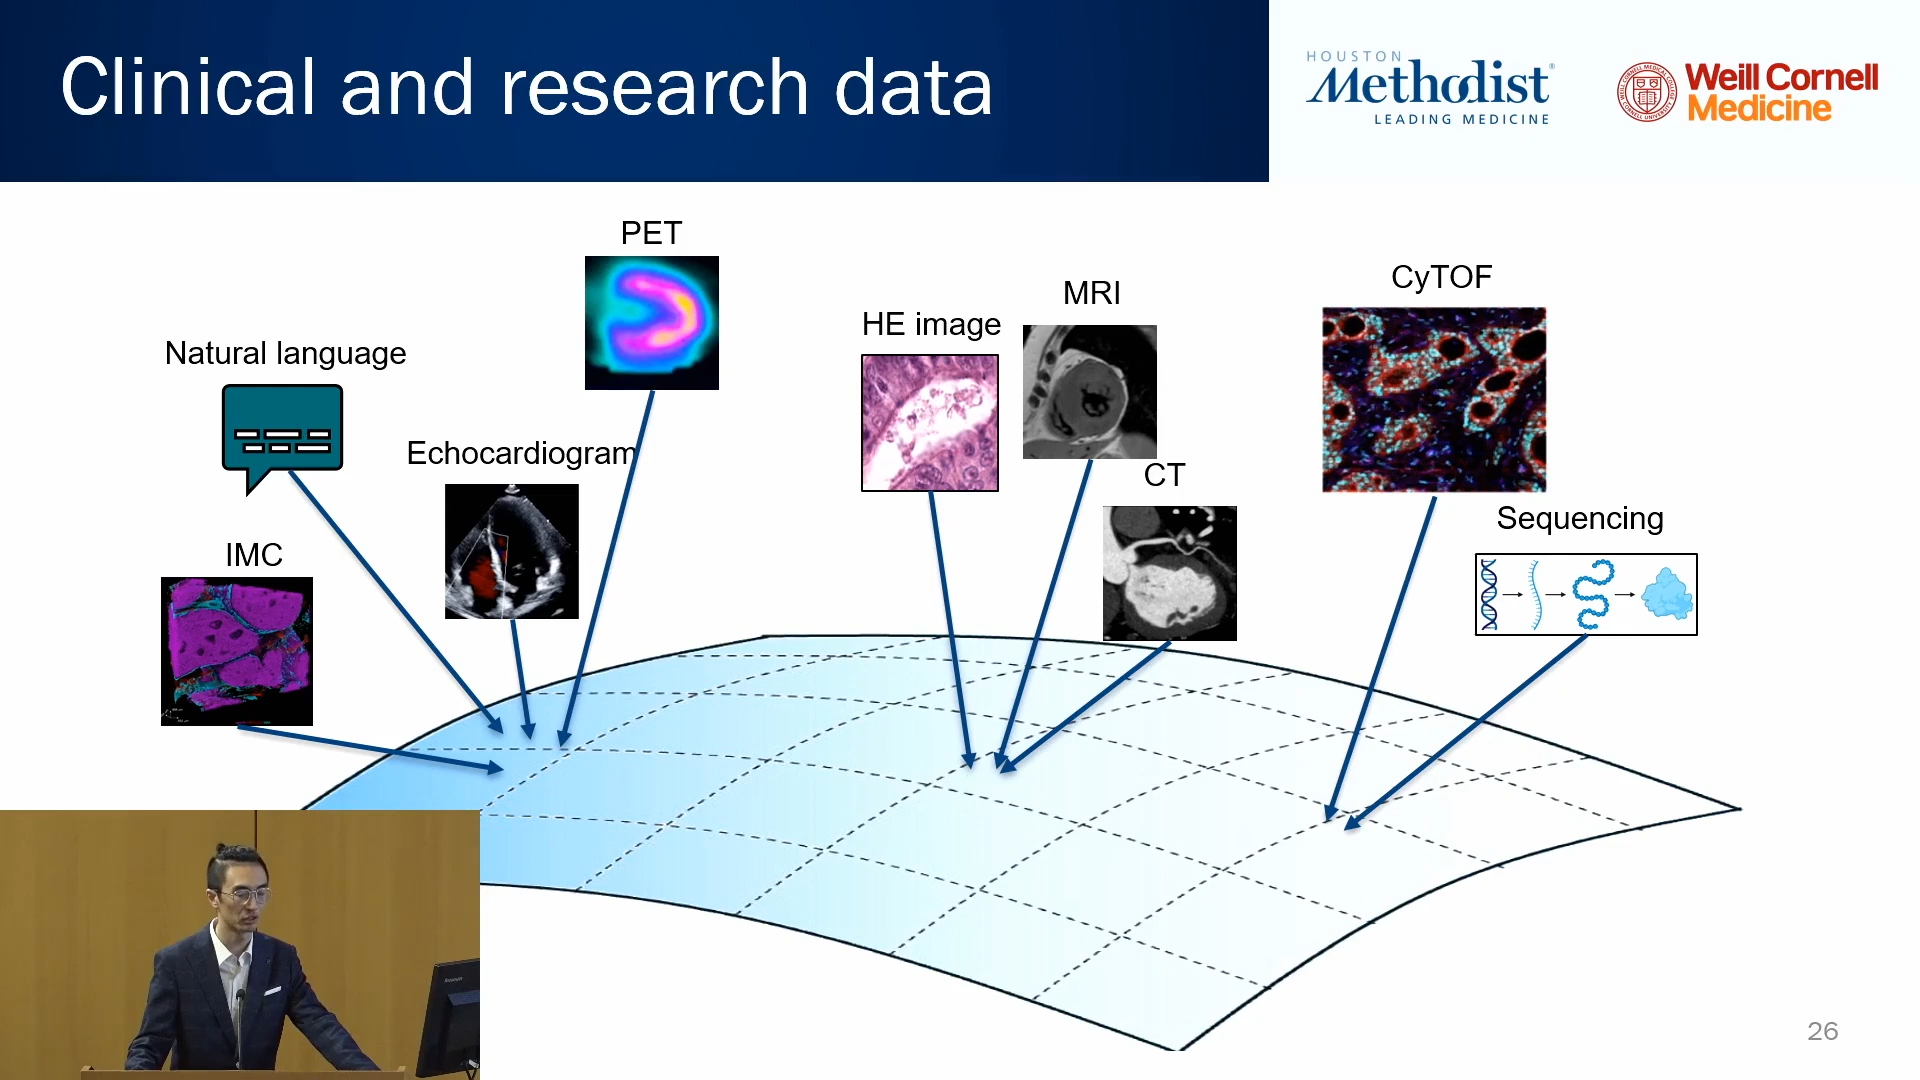 Clinical and research data
HOUSTON
Methodist®
LEADING MEDICINE
Weill Cornell
Medicine
PET
CyTOF
MRI
HE image
Natural language
Echocardiogram
CT
Sequencing
IMC
26